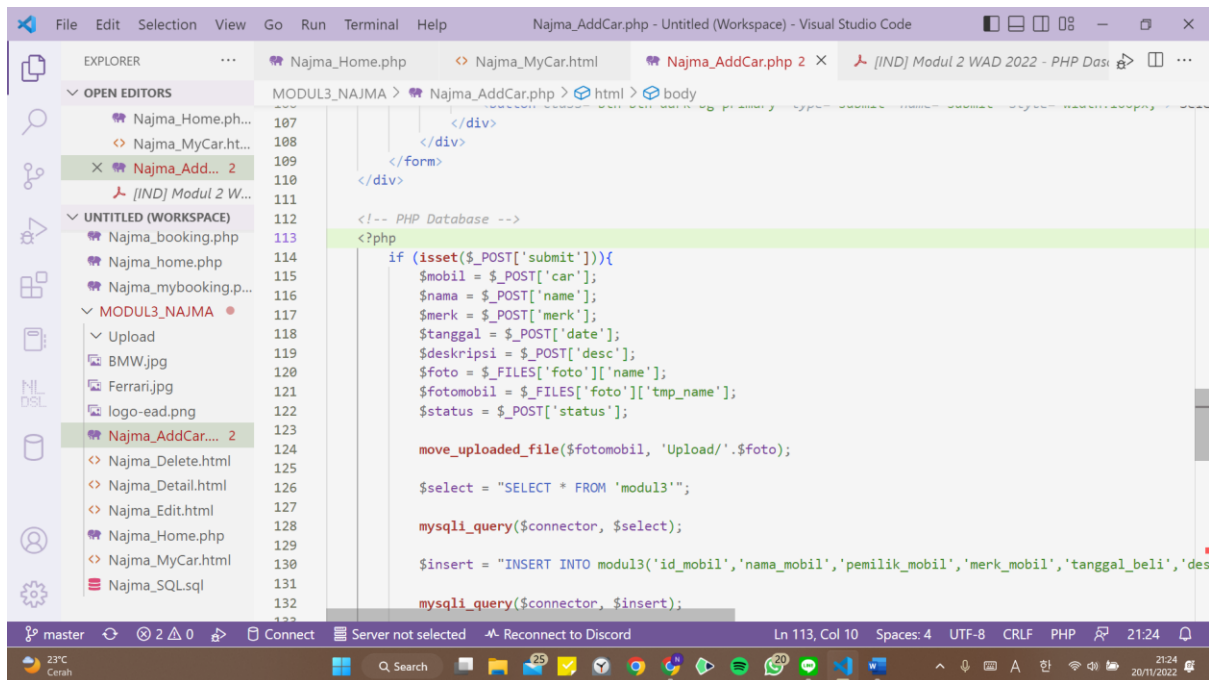 File Edit Selection View Go Run Terminal Help Najma_AddCar.php - Untitled (Workspace) - Visual Studio Code
EXPLORER ...
Najma_Home.php Najma_MyCar.html Najma_AddCar.php 2 [IND] Modul 2 WAD 2022 - PHP Dasa ...
OPEN EDITORS
Najma_Home.ph...
Najma_MyCar.ht...
Najma_Add... 2
[IND] Modul 2 W...
UNTITLED (WORKSPACE)
Najma_booking.php
Najma_home.php
Najma_mybooking.p...
MODUL3_NAJMA
Upload
BMW.jpg
Ferrari.jpg
logo-ead.png
Najma_AddCar.... 2
Najma_Delete.html
Najma_Detail.html
Najma_Edit.html
Najma_Home.php
Najma_MyCar.html
Najma_SQL.sql
MODUL3_NAJMA > Najma_AddCar.php > html > body
107 </div>
108 </div>
109 </form>
110 </div>
111
112 <!-- PHP Database -->
113 <?php
114 if (isset($_POST['submit'])){
115 $mobil = $_POST['car'];
116 $nama = $_POST['name'];
117 $merk = $_POST['merk'];
118 $tanggal = $_POST['date'];
119 $deskripsi = $_POST['desc'];
120 $foto = $_FILES['foto']['name'];
121 $fotomobil = $_FILES['foto']['tmp_name'];
122 $status = $_POST['status'];
123
124 move_uploaded_file($fotomobil, 'Upload/'.$foto);
125
126 $select = "SELECT * FROM 'modul3'";
127
128 mysqli_query($connector, $select);
129
130 $insert = "INSERT INTO modul3('id_mobil','nama_mobil','pemilik_mobil','merk_mobil','tanggal_beli','des
131
132 mysqli_query($connector, $insert);
NL
DSL
master 2 0 Connect Server not selected Reconnect to Discord Ln 113, Col 10 Spaces: 4 UTF-8 CRLF PHP 21:24
23°C
Cerah
Search 25 20 A 한 21:24
20/11/2022